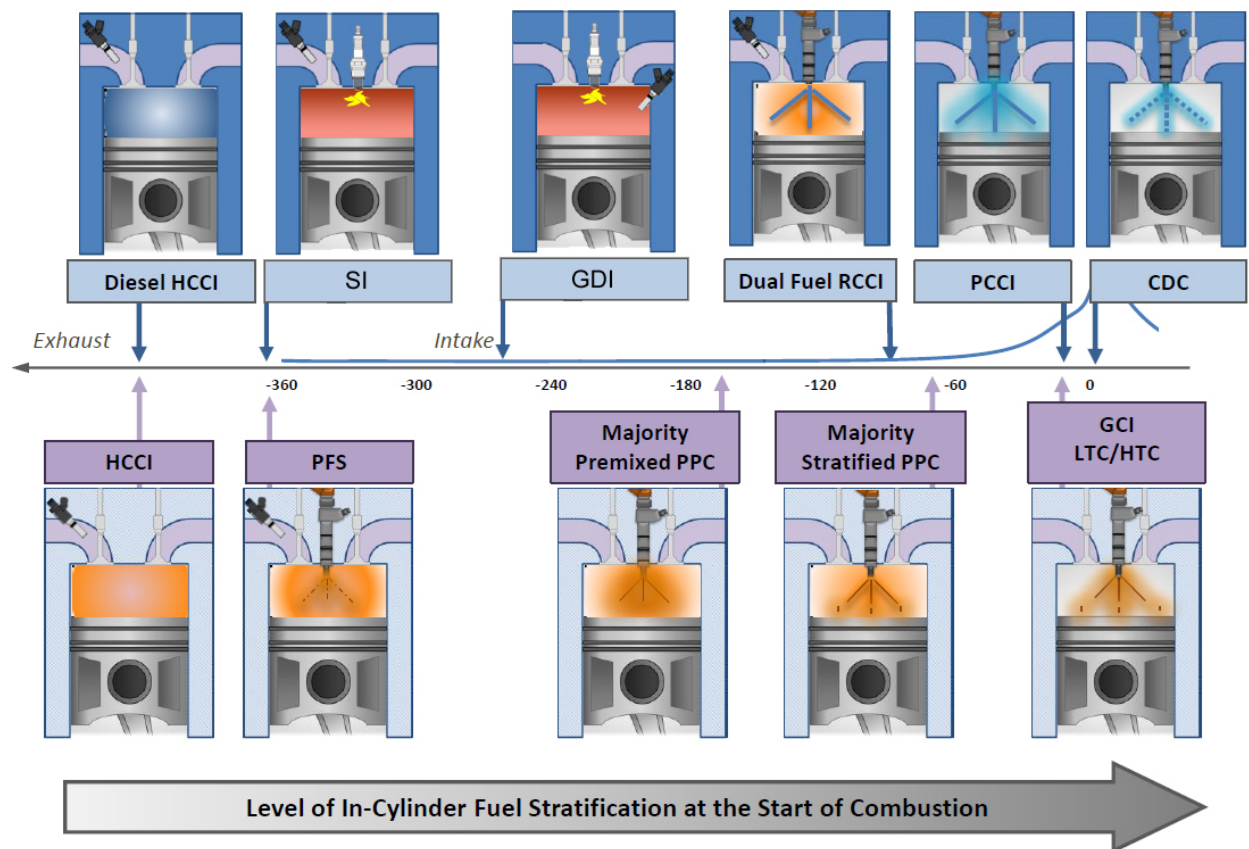 Diesel HCCI
SI
GDI
Dual Fuel RCCI
PCCI
CDC
Exhaust
Intake
-360
-300
-240
-180
-120
-60
0
HCCI
PFS
Majority
Premixed PPC
Majority
Stratified PPC
GCI
LTC/HTC
Level of In-Cylinder Fuel Stratification at the Start of Combustion